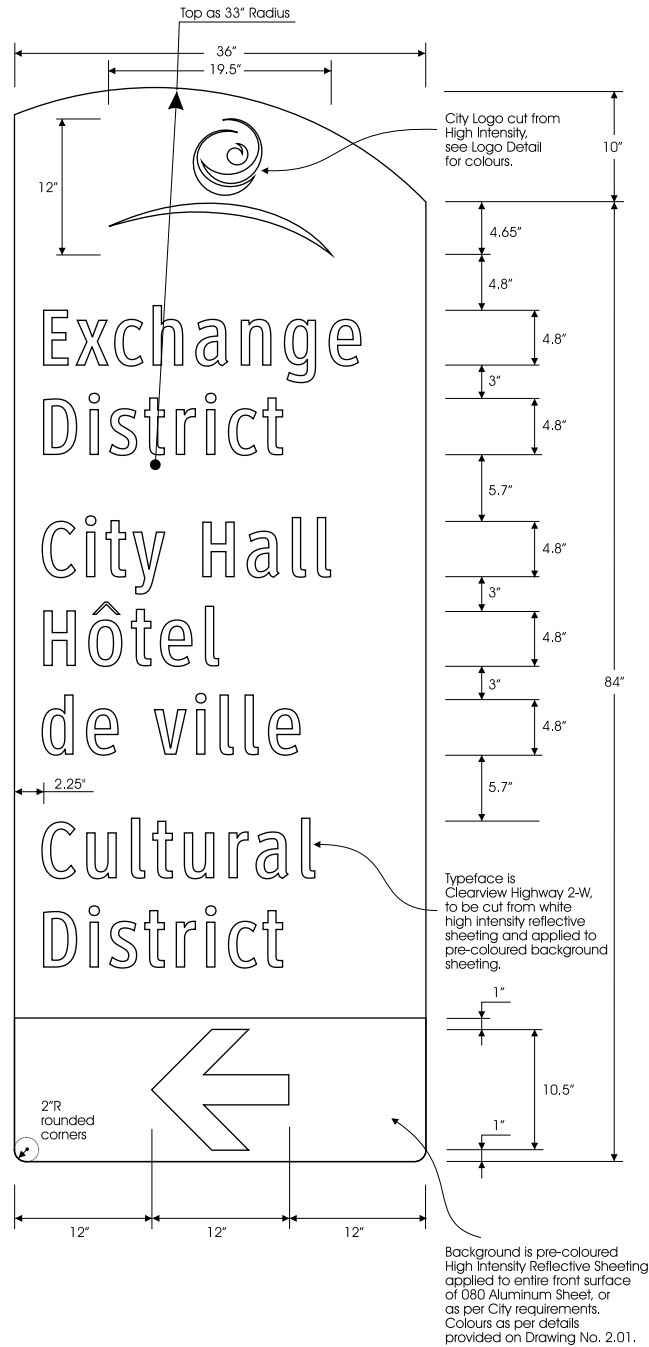 Top as 33" Radius
36"
19.5"
City Logo cut from
High Intensity,
see Logo Detail
for colours.
10"
12"
4.65"
4.8"
Exchange
4.8"
3"
District
4.8"
5.7"
City Hall
4.8"
3"
Hôtel
4.8"
84"
3"
de ville
4.8"
2.25"
5.7"
Cultural
Typeface is
Clearview Highway 2-W,
to be cut from white
high intensity reflective
sheeting and applied to
pre-coloured background
sheeting.
District
1"
10.5"
2"R
rounded
corners
1"
12"
12"
12"
Background is pre-coloured
High Intensity Reflective Sheeting
applied to entire front surface
of 080 Aluminum Sheet, or
as per City requirements.
Colours as per details
provided on Drawing No. 2.01.